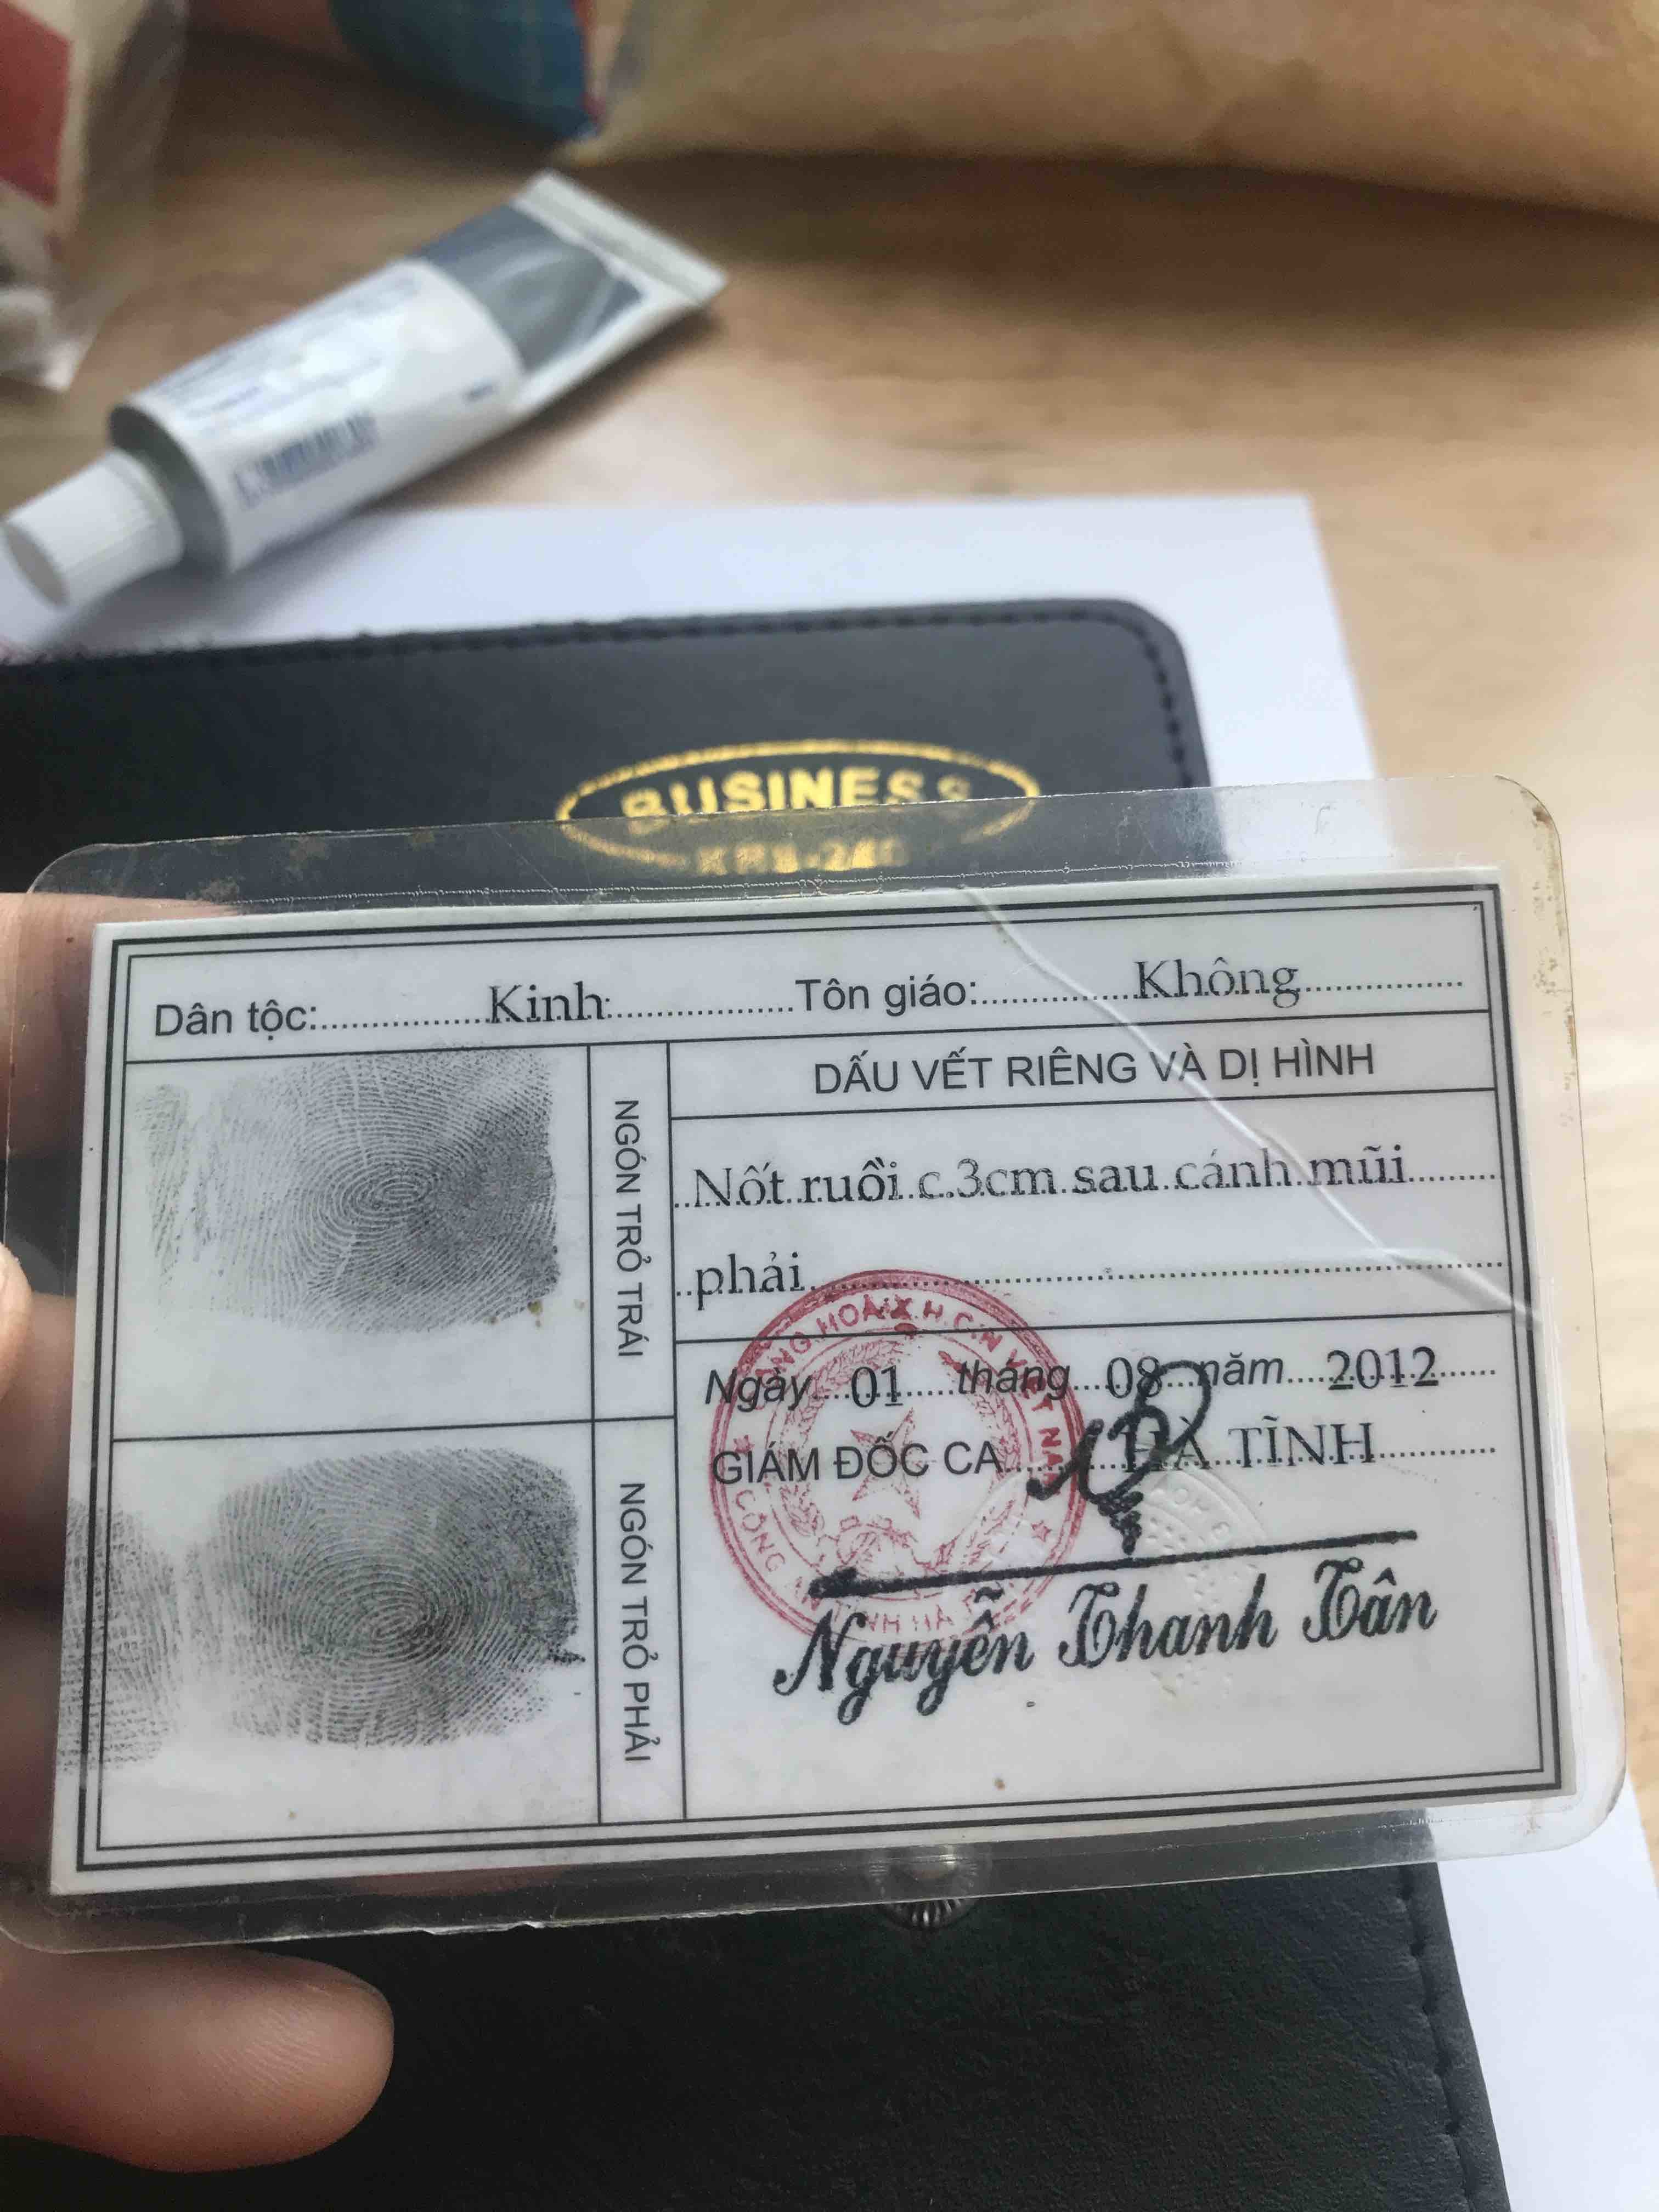 BUSINESS
Dân tộc: Kinh Tôn giáo: Không
NGÓN TRỎ TRÁI
DẤU VẾT RIÊNG VÀ DỊ HÌNH
Nốt ruồi c.3cm sau cánh mũi
phải
Ngày 01 tháng 08 năm 2012
GIÁM ĐỐC CA HÀ TĨNH
NGÓN TRỎ PHẢI
Nguyễn Thanh Tân